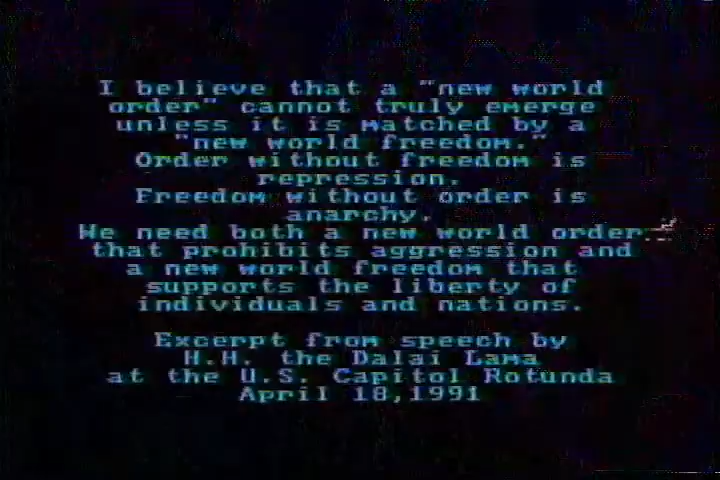 I believe that a "new world
order" cannot truly emerge
unless it is matched by a
"new world freedom."
Order without freedom is
repression.
Freedom without order is
anarchy.
We need both a new world order
that prohibits aggression and
a new world freedom that
supports the liberty of
individuals and nations.
Excerpt from speech by
H.H. the Dalai Lama
at the U.S. Capitol Rotunda
April 18,1991